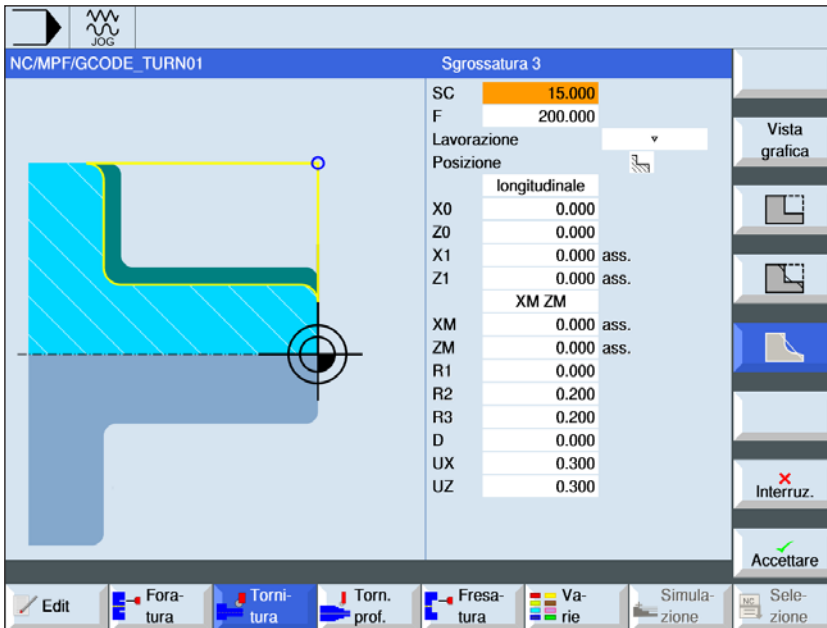 JOG
NC/MPF/GCODE_TURN01
Sgrossatura 3
SC 15.000
F 200.000
Lavorazione
Posizione
longitudinale
X0 0.000
Z0 0.000
X1 0.000 ass.
Z1 0.000 ass.
XM ZM
XM 0.000 ass.
ZM 0.000 ass.
R1 0.000
R2 0.200
R3 0.200
D 0.000
UX 0.300
UZ 0.300
Vista
grafica
Interruz.
Accettare
Edit
Fora-
tura
Torni-
tura
Torn.
prof.
Fresa-
tura
Va-
rie
Simula-
zione
NC
Sele-
zione